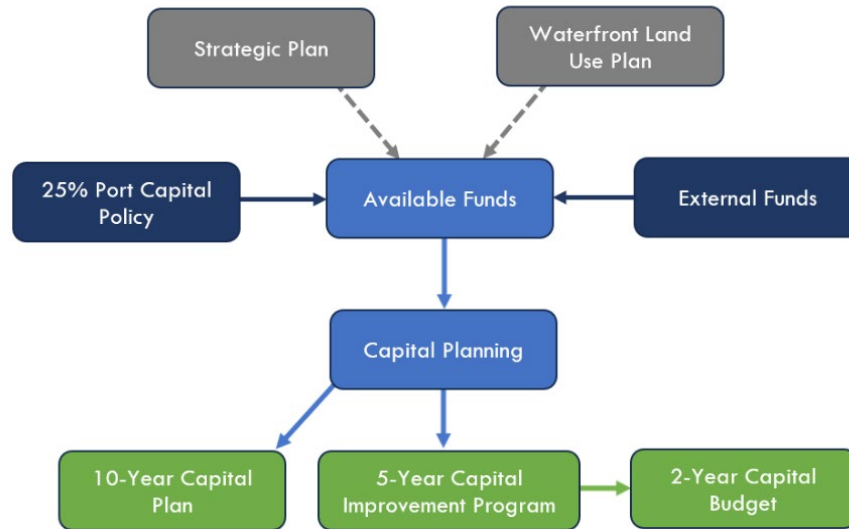 Strategic Plan
Waterfront Land
Use Plan
25% Port Capital
Policy
Available Funds
External Funds
Capital Planning
10-Year Capital
Plan
5-Year Capital
Improvement Program
2-Year Capital
Budget